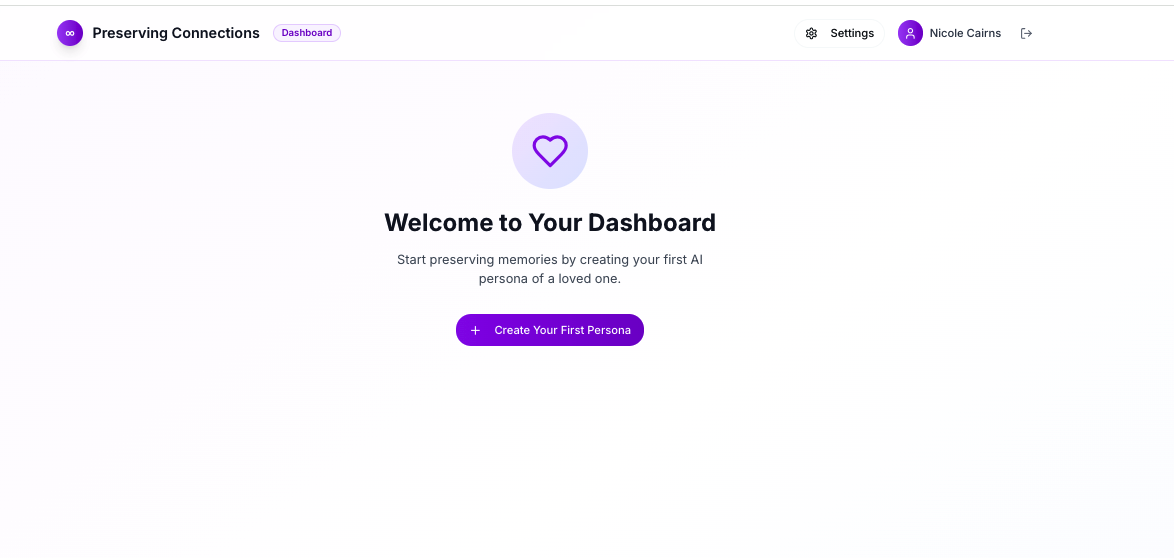 ∞ Preserving Connections Dashboard Settings Nicole Cairns
Welcome to Your Dashboard
Start preserving memories by creating your first AI
persona of a loved one.
+ Create Your First Persona